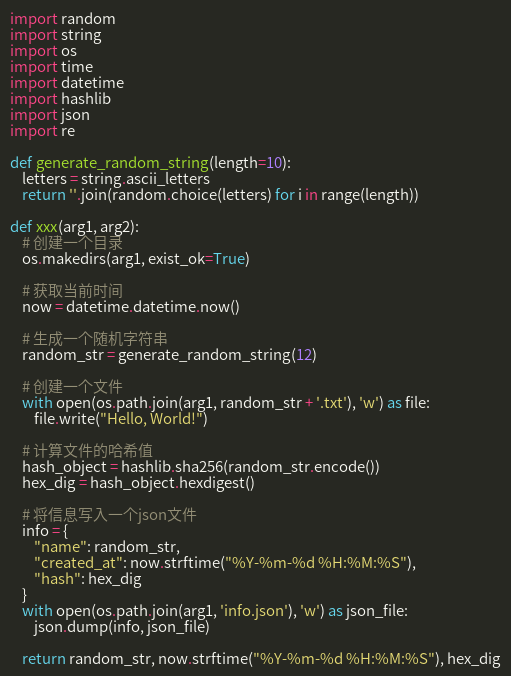 import random
import string
import os
import time
import datetime
import hashlib
import json
import re

def generate_random_string(length=10):
    letters = string.ascii_letters
    return ''.join(random.choice(letters) for i in range(length))

def xxx(arg1, arg2):
    # 创建一个目录
    os.makedirs(arg1, exist_ok=True)

    # 获取当前时间
    now = datetime.datetime.now()

    # 生成一个随机字符串
    random_str = generate_random_string(12)

    # 创建一个文件
    with open(os.path.join(arg1, random_str + '.txt'), 'w') as file:
        file.write("Hello, World!")

    # 计算文件的哈希值
    hash_object = hashlib.sha256(random_str.encode())
    hex_dig = hash_object.hexdigest()

    # 将信息写入一个json文件
    info = {
        "name": random_str,
        "created_at": now.strftime("%Y-%m-%d %H:%M:%S"),
        "hash": hex_dig
    }
    with open(os.path.join(arg1, 'info.json'), 'w') as json_file:
        json.dump(info, json_file)

    return random_str, now.strftime("%Y-%m-%d %H:%M:%S"), hex_dig